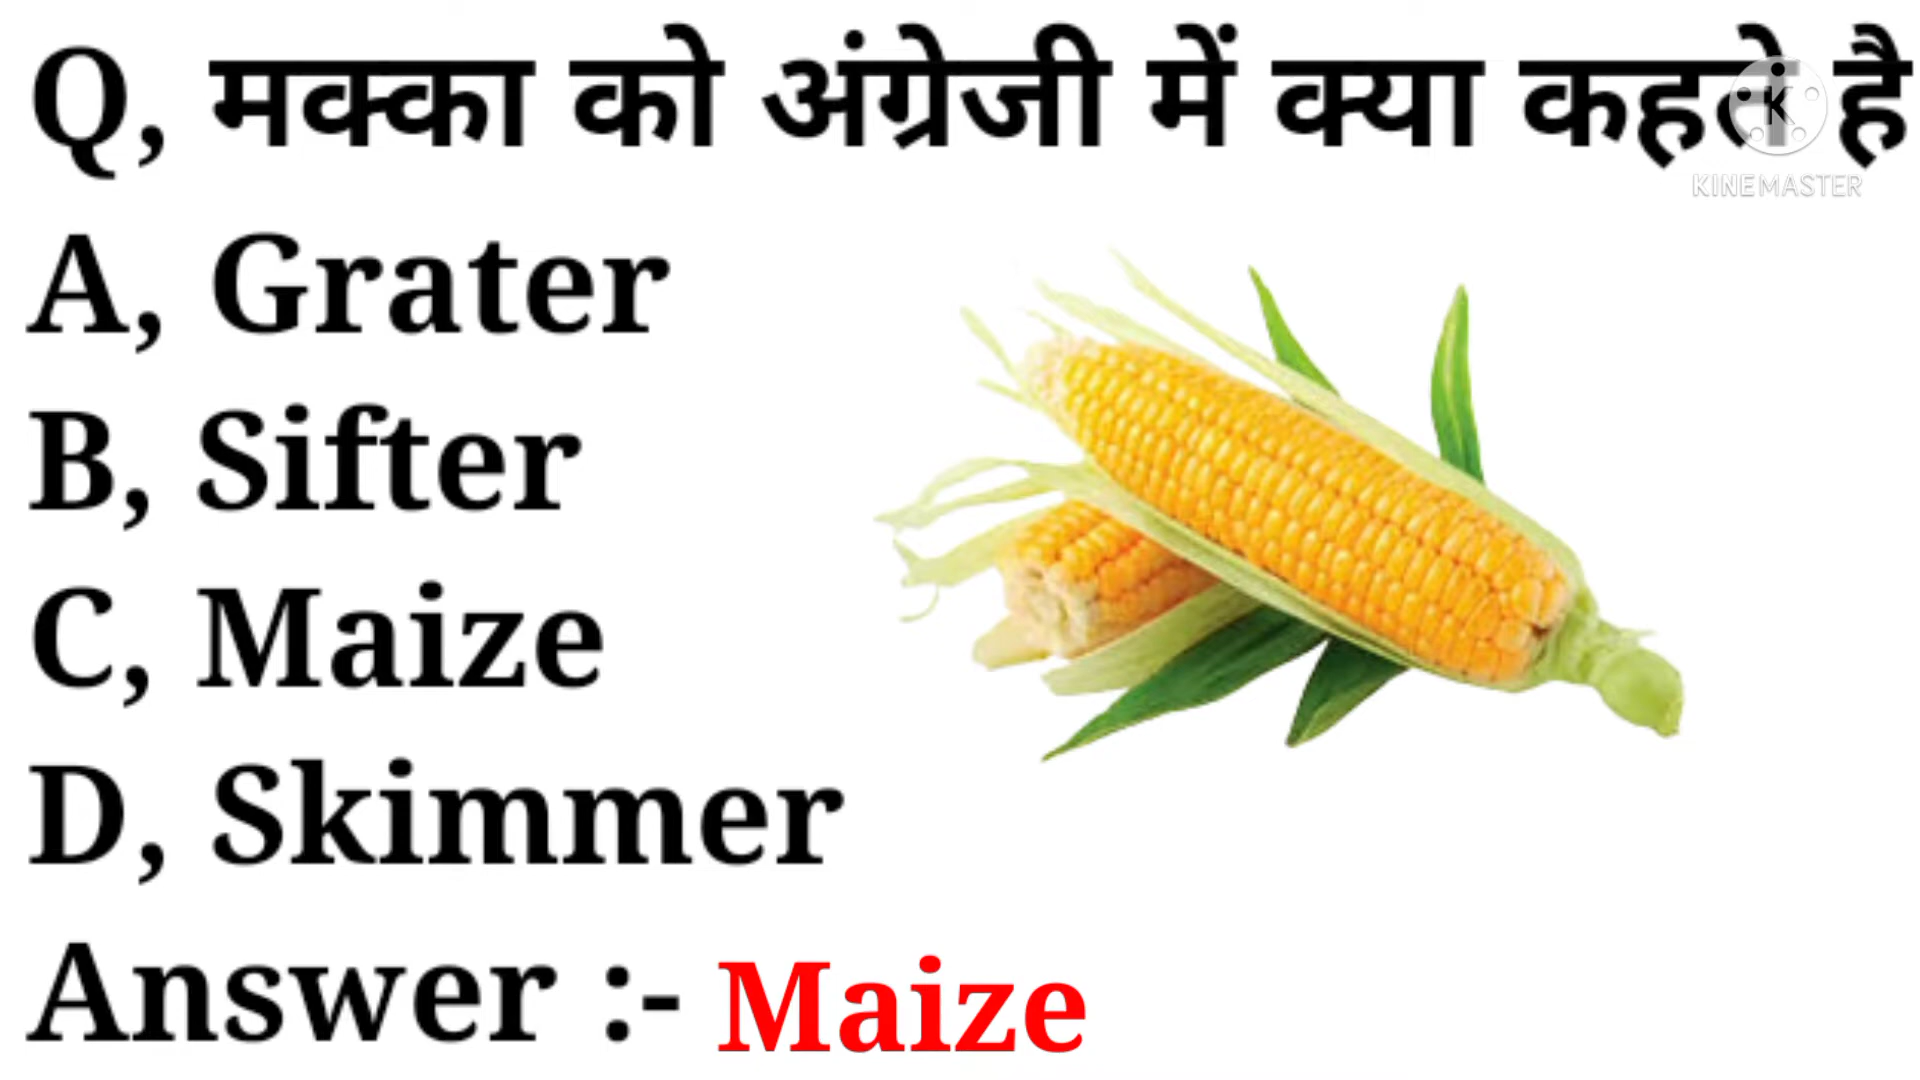 Q, मक्का को अंग्रेजी में क्या कहते है
KINEMASTER
A, Grater
B, Sifter
C, Maize
D, Skimmer
Answer :- Maize